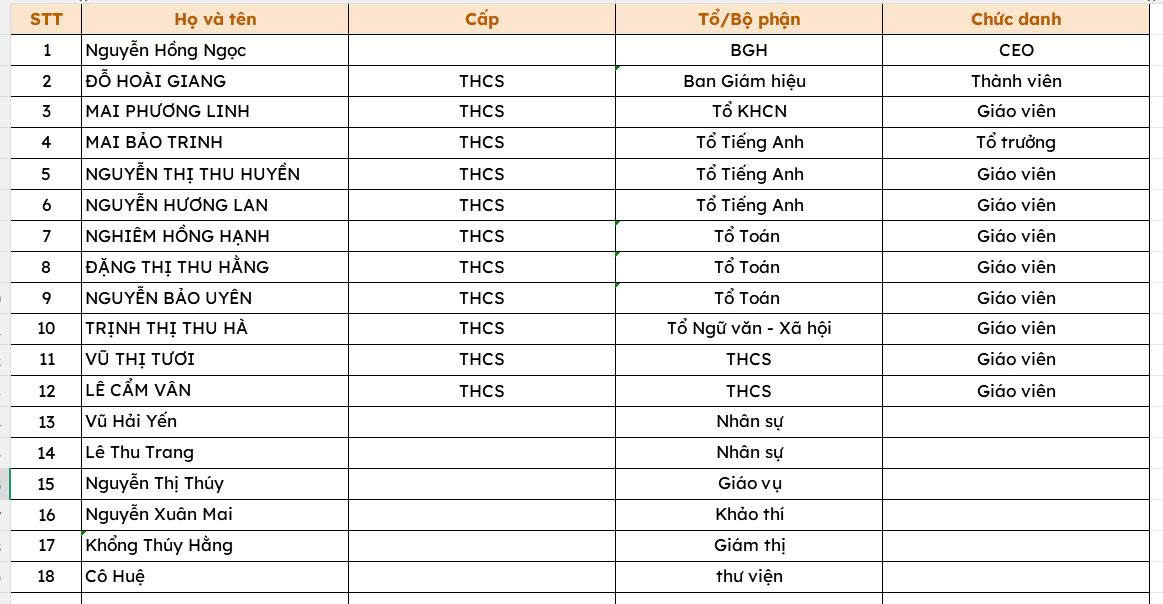 STT Họ và tên Cấp Tổ/Bộ phận Chức danh
1 Nguyễn Hồng Ngọc BGH CEO
2 ĐỖ HOÀI GIANG THCS Ban Giám hiệu Thành viên
3 MAI PHƯƠNG LINH THCS Tổ KHCN Giáo viên
4 MAI BẢO TRINH THCS Tổ Tiếng Anh Tổ trưởng
5 NGUYỄN THỊ THU HUYỀN THCS Tổ Tiếng Anh Giáo viên
6 NGUYỄN HƯƠNG LAN THCS Tổ Tiếng Anh Giáo viên
7 NGHIÊM HỒNG HẠNH THCS Tổ Toán Giáo viên
8 ĐẶNG THỊ THU HẰNG THCS Tổ Toán Giáo viên
9 NGUYỄN BẢO UYÊN THCS Tổ Toán Giáo viên
10 TRỊNH THỊ THU HÀ THCS Tổ Ngữ văn - Xã hội Giáo viên
11 VŨ THỊ TƯƠI THCS THCS Giáo viên
12 LÊ CẨM VÂN THCS THCS Giáo viên
13 Vũ Hải Yến Nhân sự
14 Lê Thu Trang Nhân sự
15 Nguyễn Thị Thúy Giáo vụ
16 Nguyễn Xuân Mai Khảo thí
17 Khổng Thúy Hằng Giám thị
18 Cô Huệ thư viện